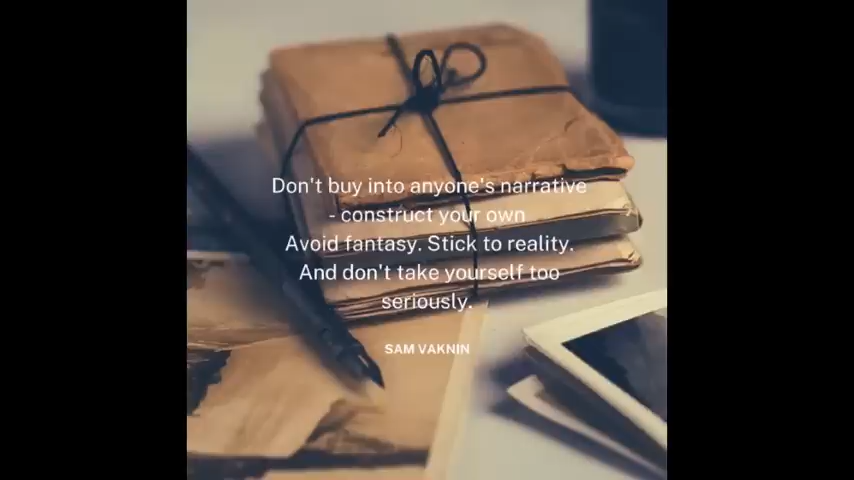 Don't buy into anyone's narrative
- construct your own
Avoid fantasy. Stick to reality.
And don't take yourself too
seriously.
SAM VAKNIN